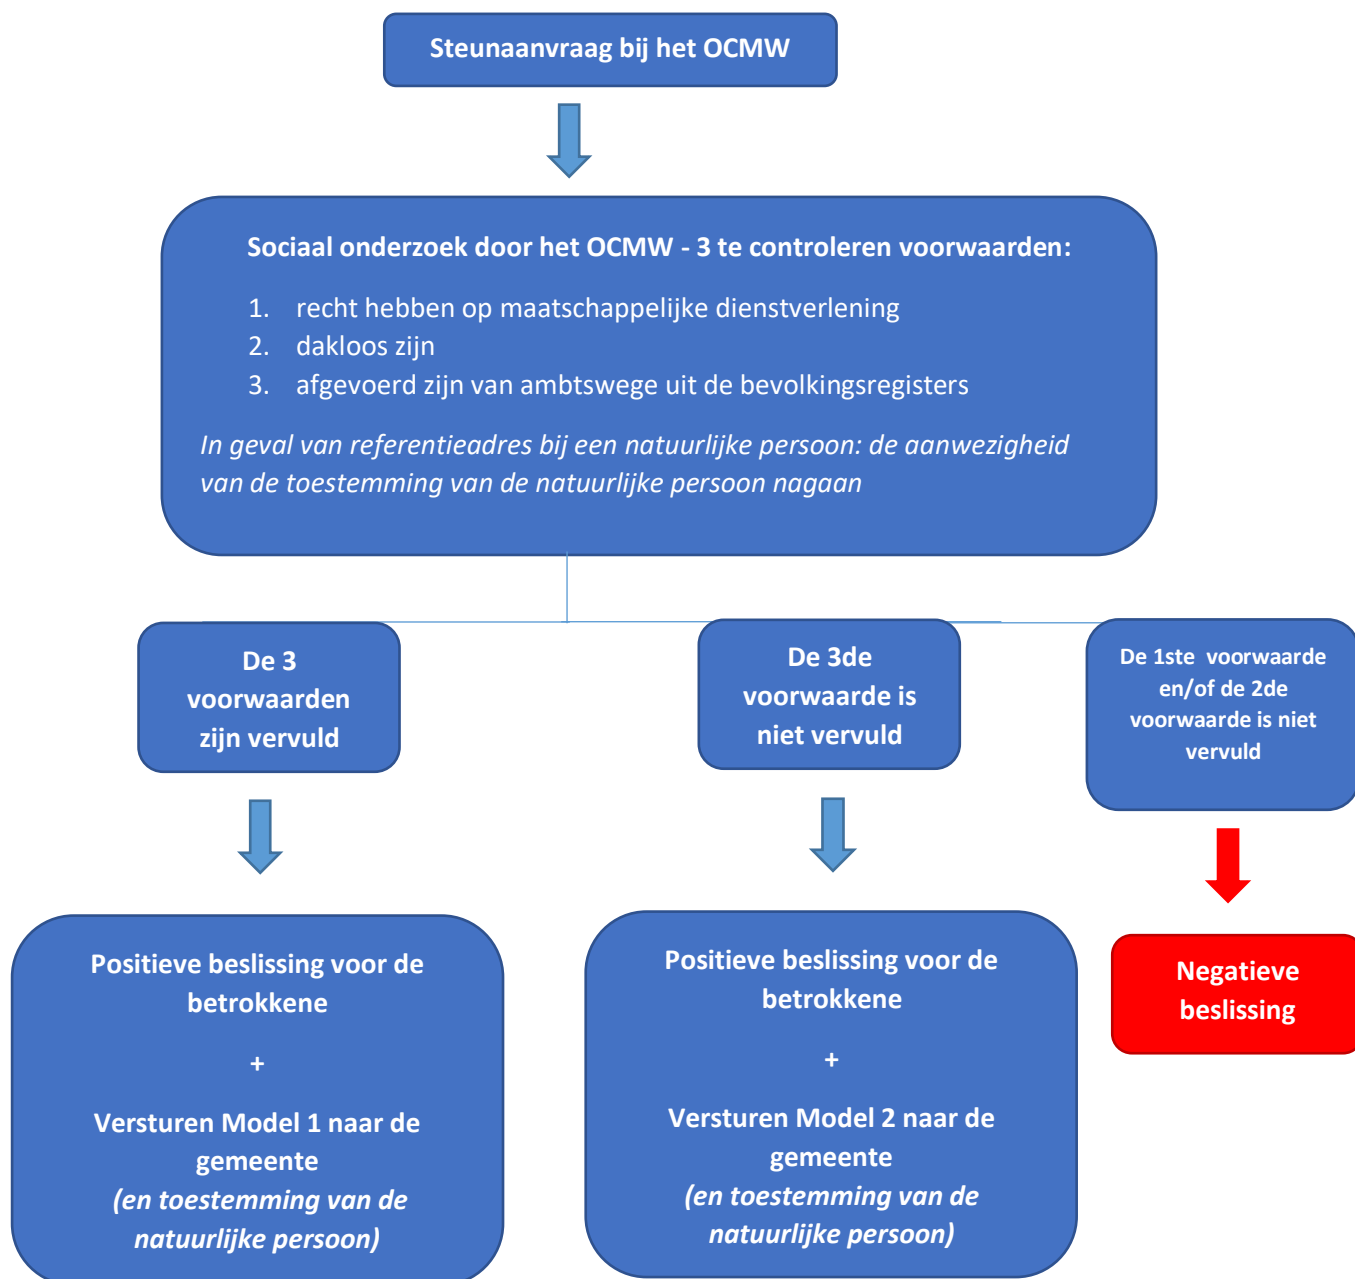 Steunaanvraag bij het OCMW
Sociaal onderzoek door het OCMW - 3 te controleren voorwaarden:
1. recht hebben op maatschappelijke dienstverlening
2. dakloos zijn
3. afgevoerd zijn van ambtswege uit de bevolkingsregisters
In geval van referentieadres bij een natuurlijke persoon: de aanwezigheid
van de toestemming van de natuurlijke persoon nagaan
De 3
voorwaarden
zijn vervuld
De 3de
voorwaarde is
niet vervuld
De 1ste voorwaarde
en/of de 2de
voorwaarde is niet
vervuld
Positieve beslissing voor de
betrokkene
+
Versturen Model 1 naar de
gemeente
(en toestemming van de
natuurlijke persoon)
Positieve beslissing voor de
betrokkene
+
Versturen Model 2 naar de
gemeente
(en toestemming van de
natuurlijke persoon)
Negatieve
beslissing